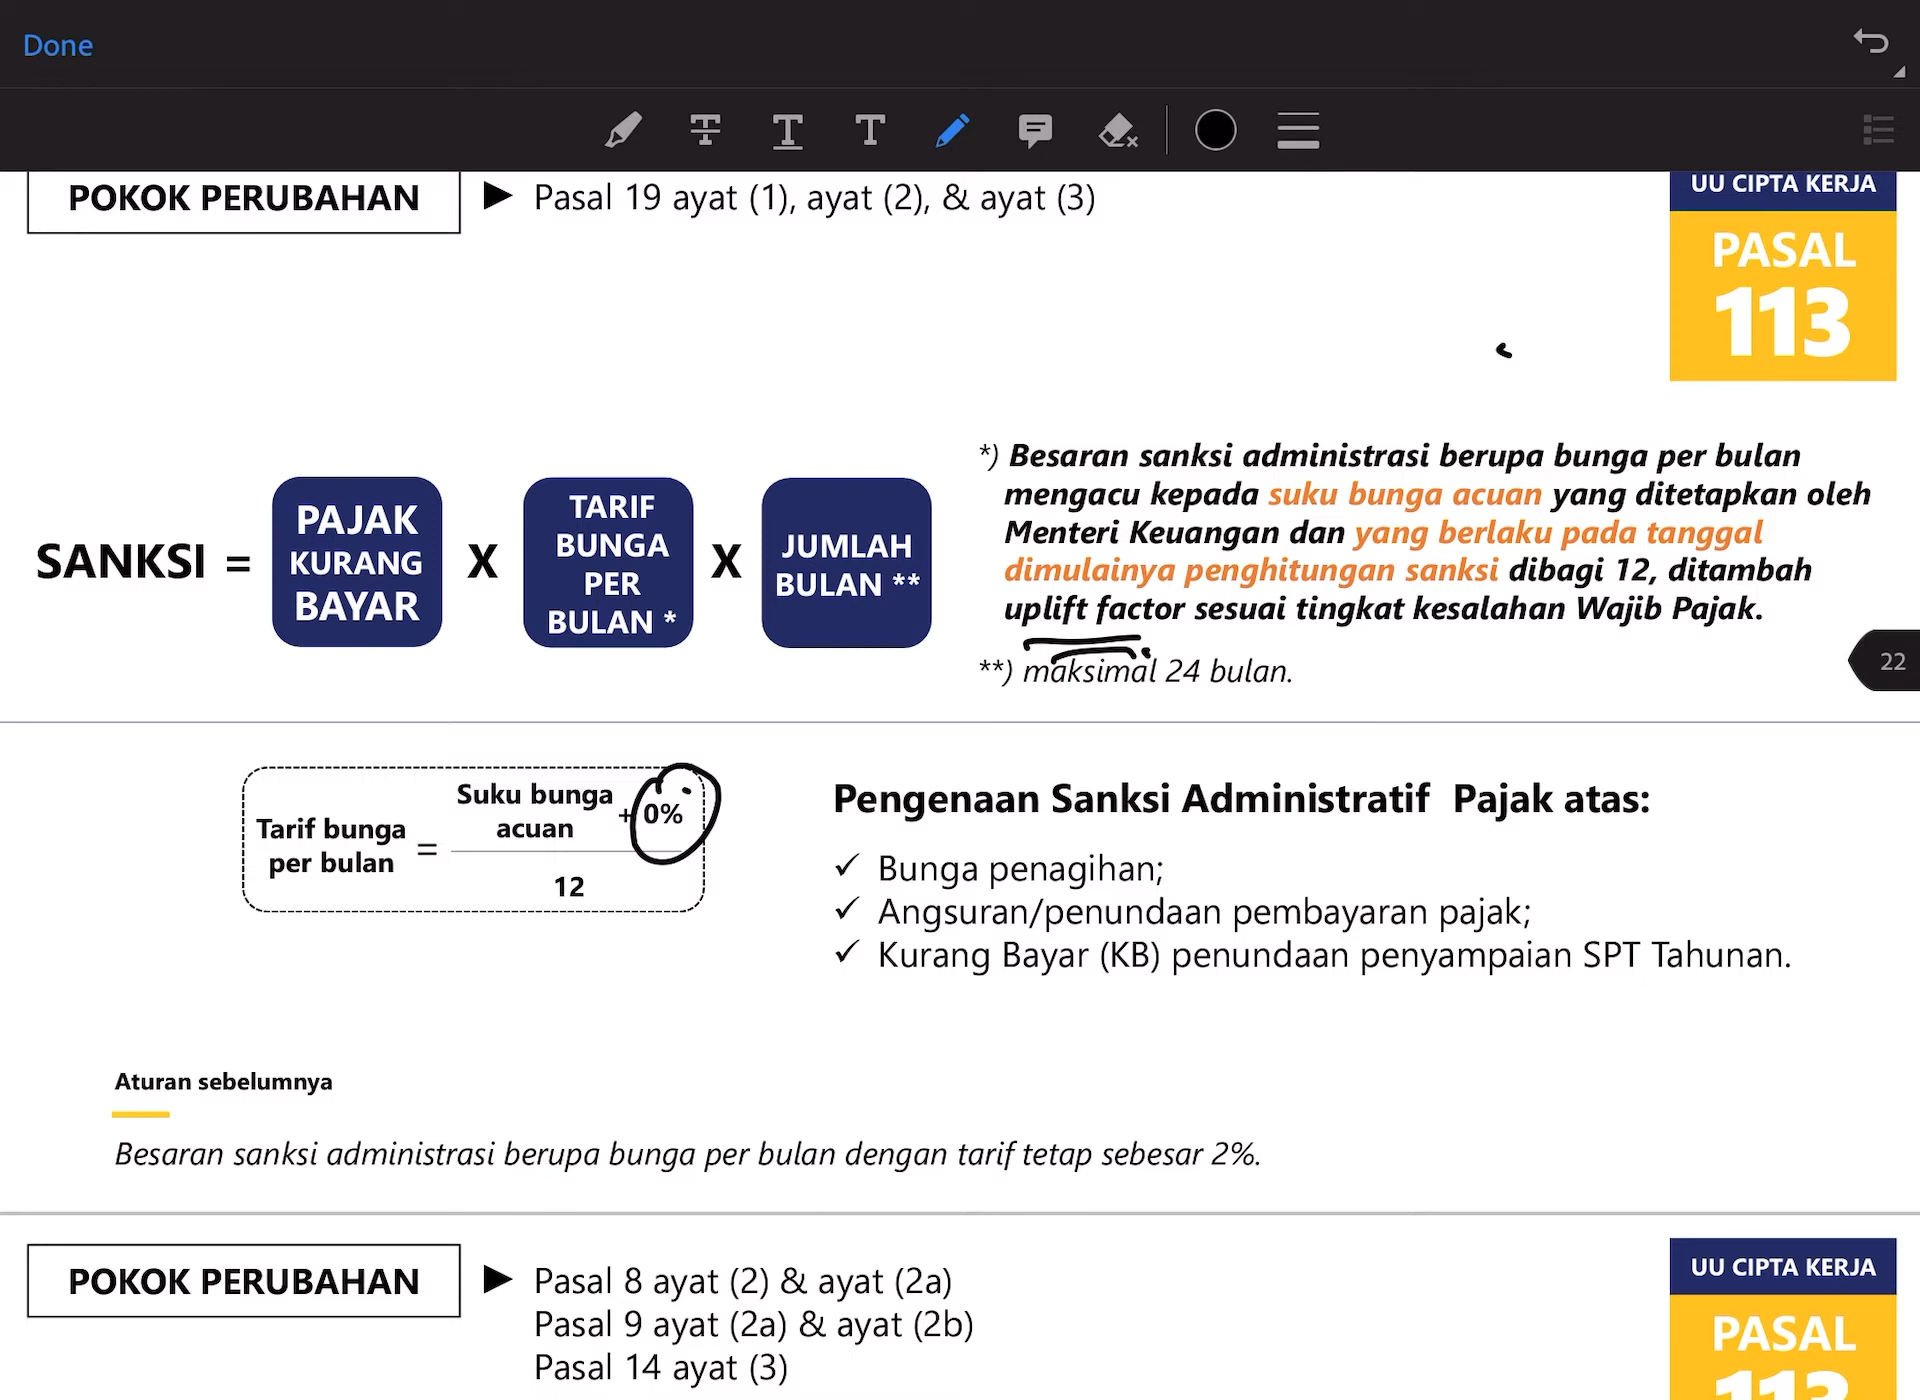 Done
POKOK PERUBAHAN
Pasal 19 ayat (1), ayat (2), & ayat (3)
UU CIPTA KERJA
PASAL
113
SANKSI =
PAJAK
KURANG
BAYAR
X
TARIF
BUNGA
PER
BULAN *
X
JUMLAH
BULAN **
*) Besaran sanksi administrasi berupa bunga per bulan
mengacu kepada suku bunga acuan yang ditetapkan oleh
Menteri Keuangan dan yang berlaku pada tanggal
dimulainya penghitungan sanksi dibagi 12, ditambah
uplift factor sesuai tingkat kesalahan Wajib Pajak.
**) maksimal 24 bulan.
22
Tarif bunga
per bulan
=
Suku bunga
acuan
+ 0%
12
Pengenaan Sanksi Administratif Pajak atas:
✓ Bunga penagihan;
✓ Angsuran/penundaan pembayaran pajak;
✓ Kurang Bayar (KB) penundaan penyampaian SPT Tahunan.
Aturan sebelumnya
Besaran sanksi administrasi berupa bunga per bulan dengan tarif tetap sebesar 2%.
POKOK PERUBAHAN
Pasal 8 ayat (2) & ayat (2a)
Pasal 9 ayat (2a) & ayat (2b)
Pasal 14 ayat (3)
UU CIPTA KERJA
PASAL
113